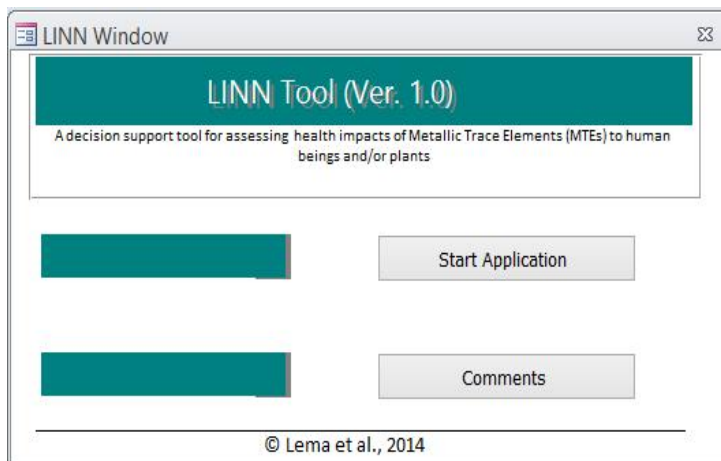 LINN Window
LINN Tool (Ver. 1.0)
A decision support tool for assessing health impacts of Metallic Trace Elements (MTEs) to human
beings and/or plants
Start Application
Comments
© Lema et al., 2014